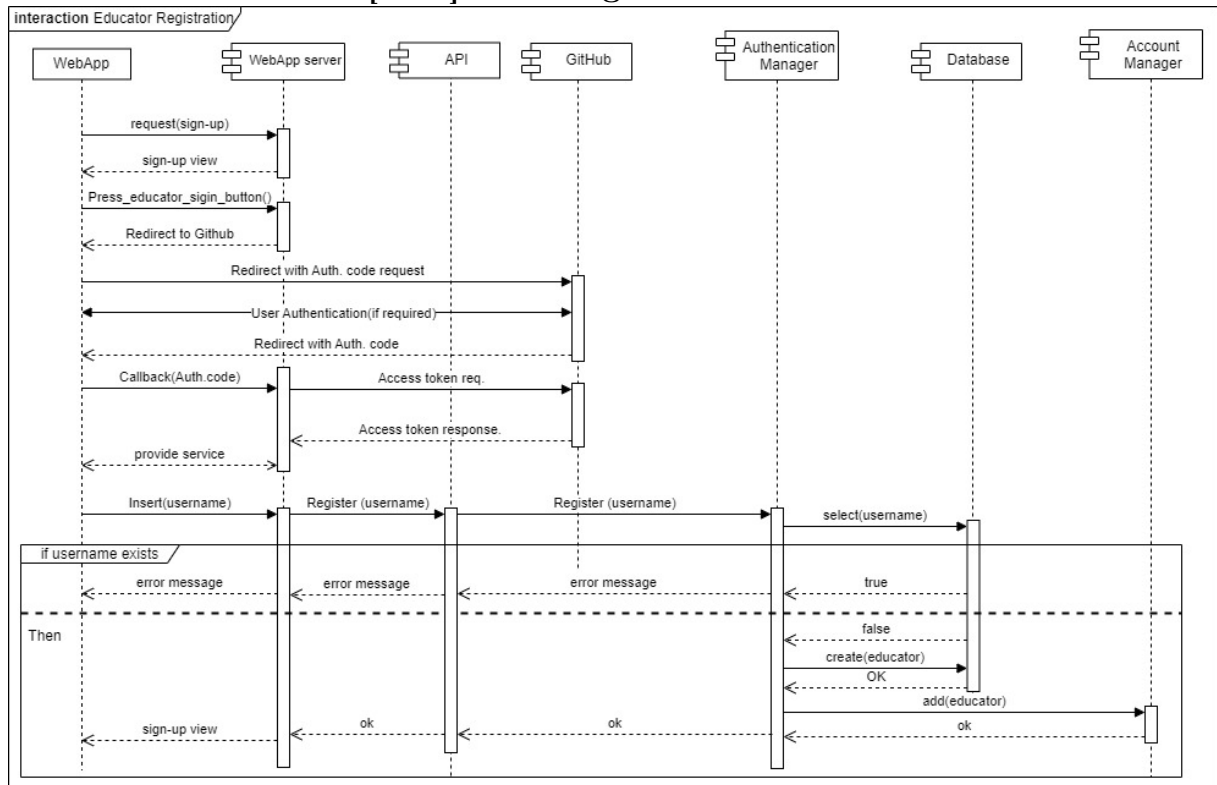 interaction Educator Registration
WebApp
WebApp server
API
GitHub
Authentication
Manager
Database
Account
Manager
request(sign-up)
sign-up view
Press_educator_sigin_button()
Redirect to Github
Redirect with Auth. code request
User Authentication(if required)
Redirect with Auth. code
Callback(Auth.code)
Access token req.
Access token response.
provide service
Insert(username)
Register (username)
Register (username)
select(username)
if username exists
error message
error message
error message
true
Then
false
create(educator)
OK
add(educator)
sign-up view
ok
ok
ok